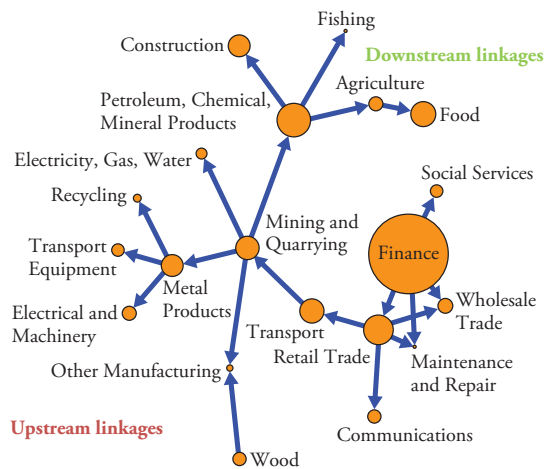 Fishing
Construction
Downstream linkages
Agriculture
Petroleum, Chemical,
Mineral Products
Food
Electricity, Gas, Water
Social Services
Recycling
Mining and
Quarrying
Finance
Transport
Equipment
Metal
Products
Wholesale
Trade
Electrical and
Machinery
Transport
Retail Trade
Maintenance
and Repair
Other Manufacturing
Upstream linkages
Communications
Wood